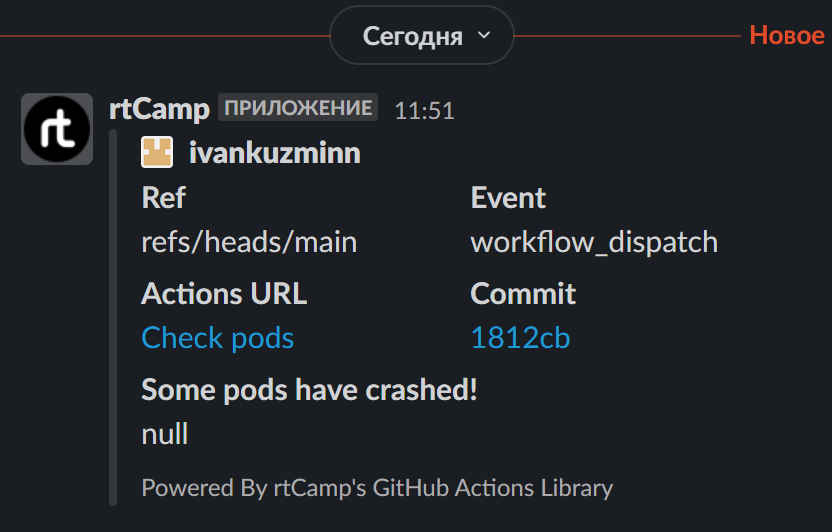 Сегодня
Новое
rt
rtCamp ПРИЛОЖЕНИЕ 11:51
ivankuzminn
Ref Event
refs/heads/main workflow_dispatch
Actions URL Commit
Check pods 1812cb
Some pods have crashed!
null
Powered By rtCamp's GitHub Actions Library